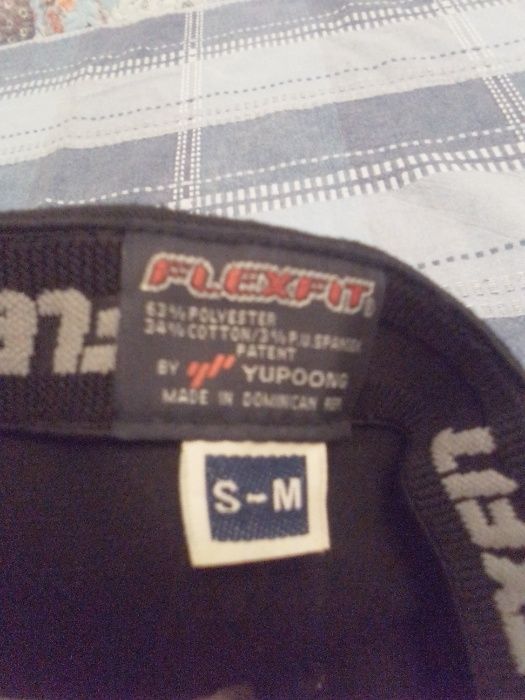 FLEXFIT
63% POLYESTER
34% COTTON/3% P.U.SPANDEX
PATENT
BY YUPOONG
MADE IN DOMINICAN REP.
S-M